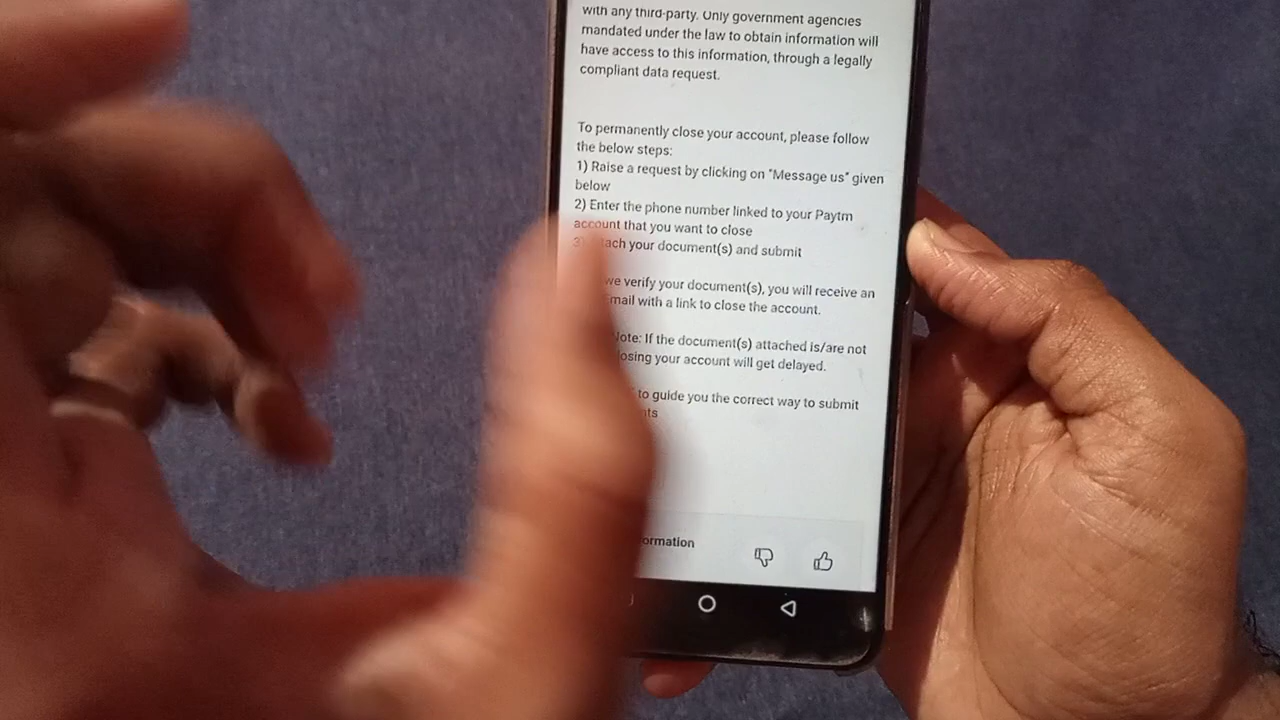 with any third-party. Only government agencies
mandated under the law to obtain information will
have access to this information, through a legally
compliant data request.
To permanently close your account, please follow
the below steps:
1) Raise a request by clicking on "Message us" given
below
2) Enter the phone number linked to your Paytm
account that you want to close
3) your document(s) and submit
we verify your document(s), you will receive an
with a link to close the account.
If the document(s) attached is/are not
your account will get delayed.
to guide you the correct way to submit